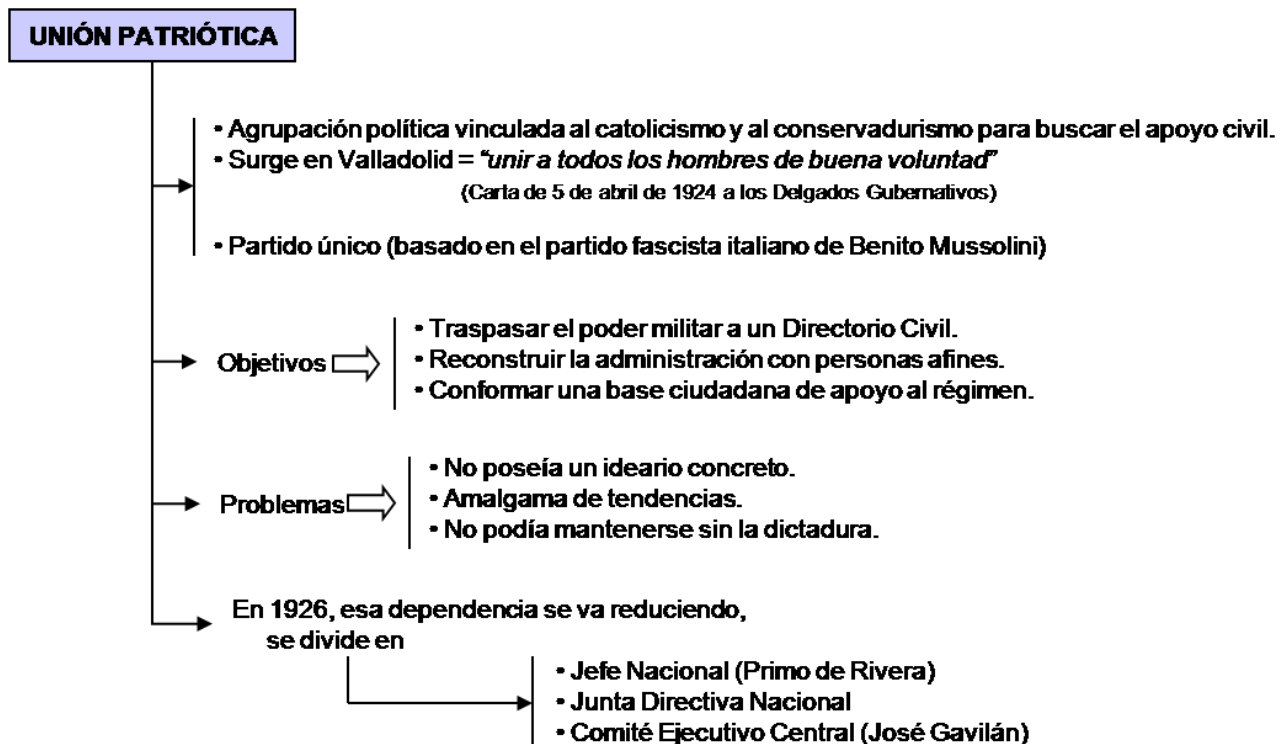 UNIÓN PATRIÓTICA
• Agrupación política vinculada al catolicismo y al conservadurismo para buscar el apoyo civil.
• Surge en Valladolid = “unir a todos los hombres de buena voluntad”
(Carta de 5 de abril de 1924 a los Delgados Gubernativos)
• Partido único (basado en el partido fascista italiano de Benito Mussolini)
Objetivos
• Traspasar el poder militar a un Directorio Civil.
• Reconstruir la administración con personas afines.
• Conformar una base ciudadana de apoyo al régimen.
Problemas
• No poseía un ideario concreto.
• Amalgama de tendencias.
• No podía mantenerse sin la dictadura.
En 1926, esa dependencia se va reduciendo,
se divide en
• Jefe Nacional (Primo de Rivera)
• Junta Directiva Nacional
• Comité Ejecutivo Central (José Gavilán)